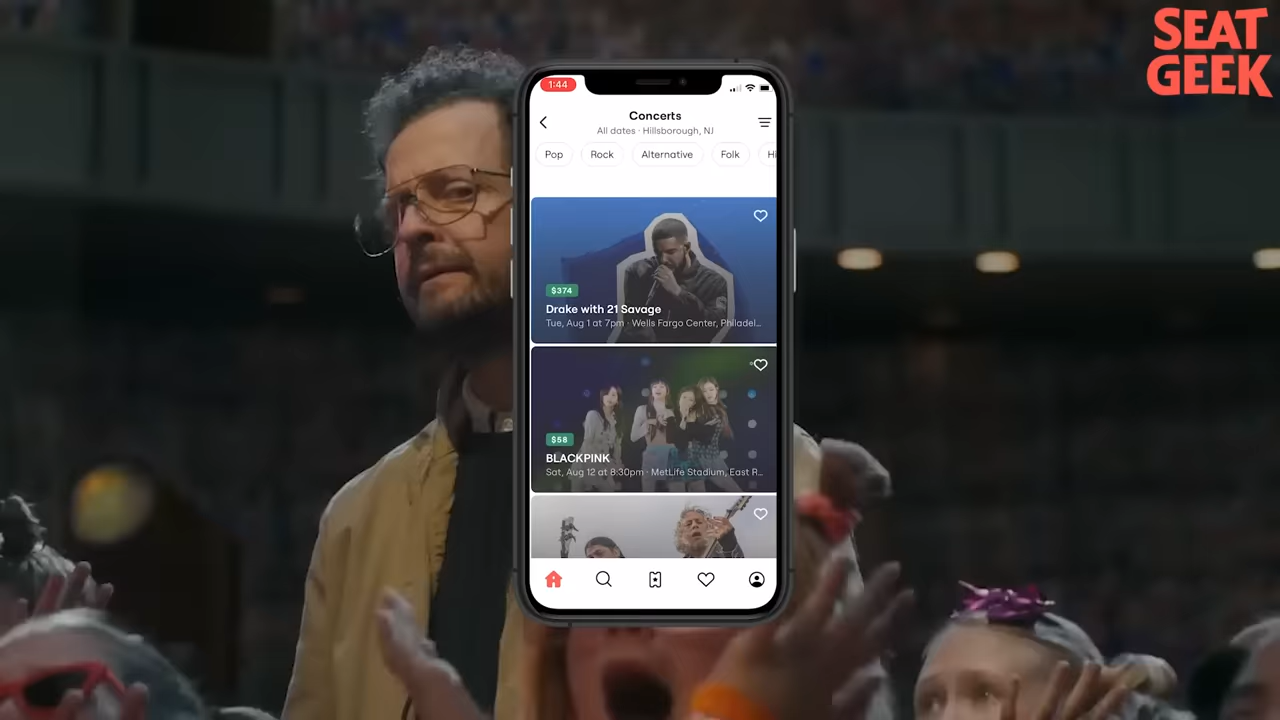 SEAT
GEEK
1:44
Concerts
All dates · Hillsborough, NJ
Pop Rock Alternative Folk Hi
$374
Drake with 21 Savage
Tue, Aug 1 at 7pm · Wells Fargo Center, Philadel...
$58
BLACKPINK
Sat, Aug 12 at 8:30pm · MetLife Stadium, East R...